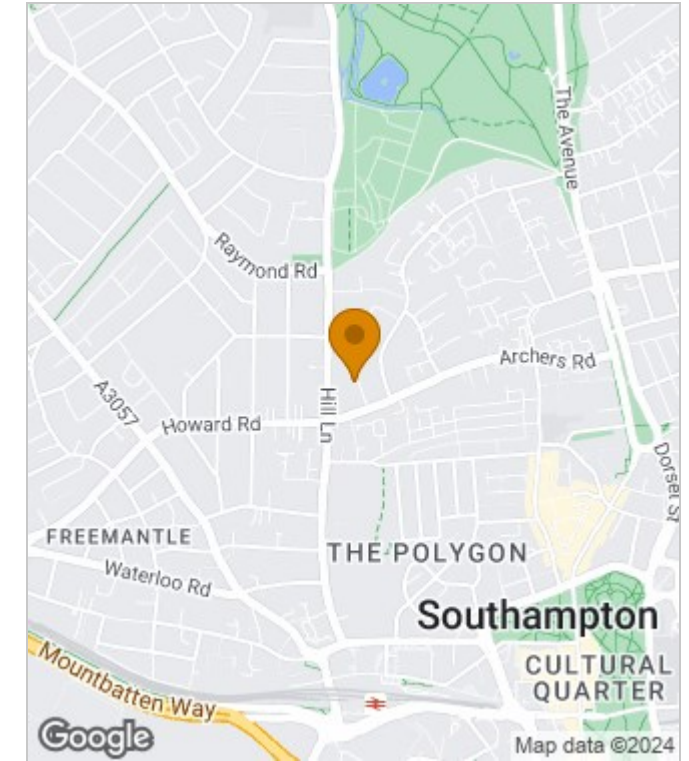 The Avenue
Raymond Rd
Archers Rd
A3057
Howard Rd
Hill Ln
Dorset St
FREEMANTLE
THE POLYGON
Waterloo Rd
Southampton
CULTURAL
QUARTER
Mountbatten Way
Google
Map data ©2024